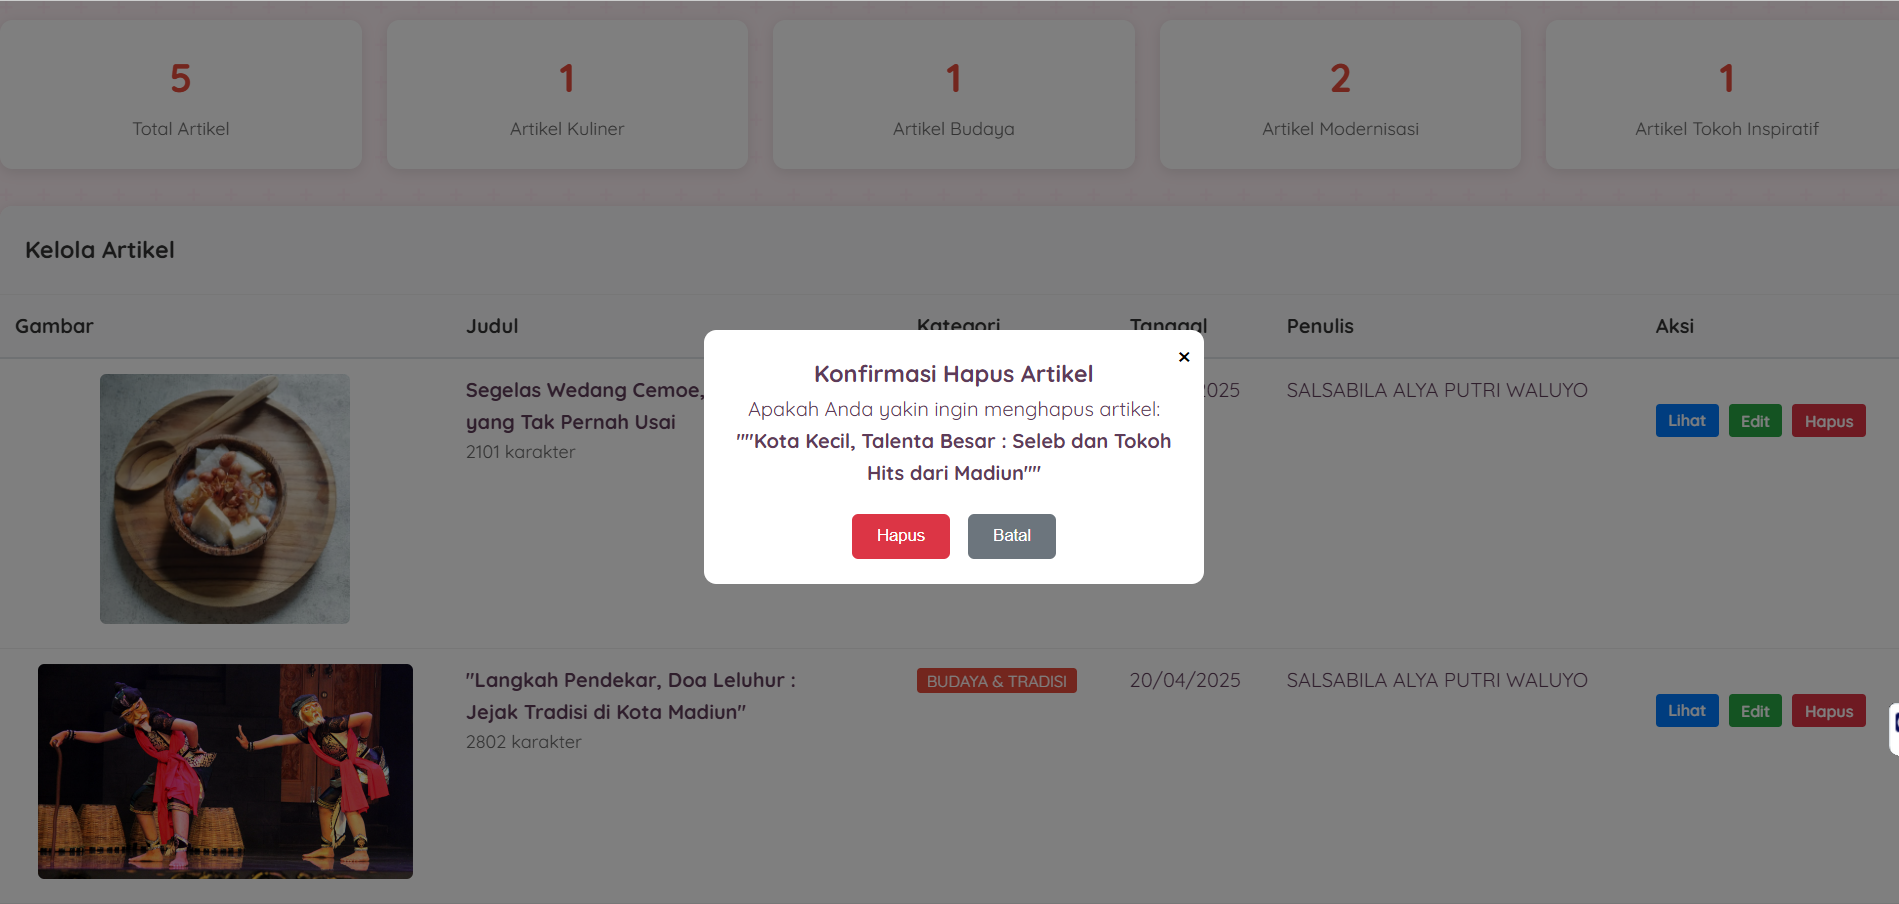 5
Total Artikel
1
Artikel Kuliner
1
Artikel Budaya
2
Artikel Modernisasi
1
Artikel Tokoh Inspiratif
Kelola Artikel
Gambar Judul Kategori Tanggal Penulis Aksi
Segelas Wedang Cemoe,
yang Tak Pernah Usai
2101 karakter
2025
SALSABILA ALYA PUTRI WALUYO
Lihat Edit Hapus
×
Konfirmasi Hapus Artikel
Apakah Anda yakin ingin menghapus artikel:
""Kota Kecil, Talenta Besar : Seleb dan Tokoh
Hits dari Madiun""
Hapus Batal
"Langkah Pendekar, Doa Leluhur :
Jejak Tradisi di Kota Madiun"
2802 karakter
BUDAYA & TRADISI
20/04/2025
SALSABILA ALYA PUTRI WALUYO
Lihat Edit Hapus